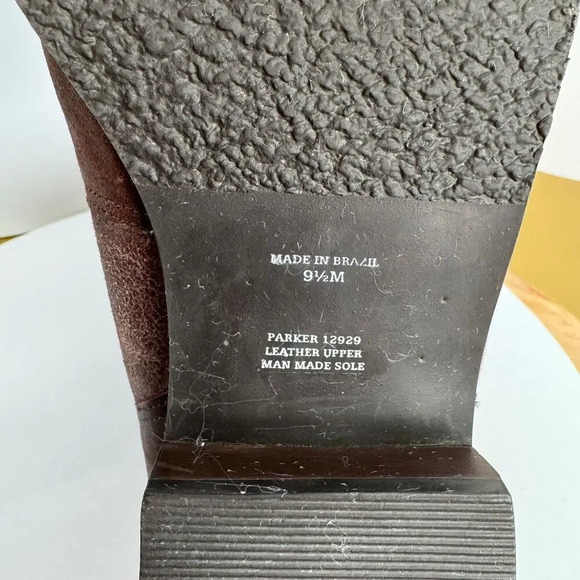 MADE IN BRAZIL
9½M
PARKER 12929
LEATHER UPPER
MAN MADE SOLE